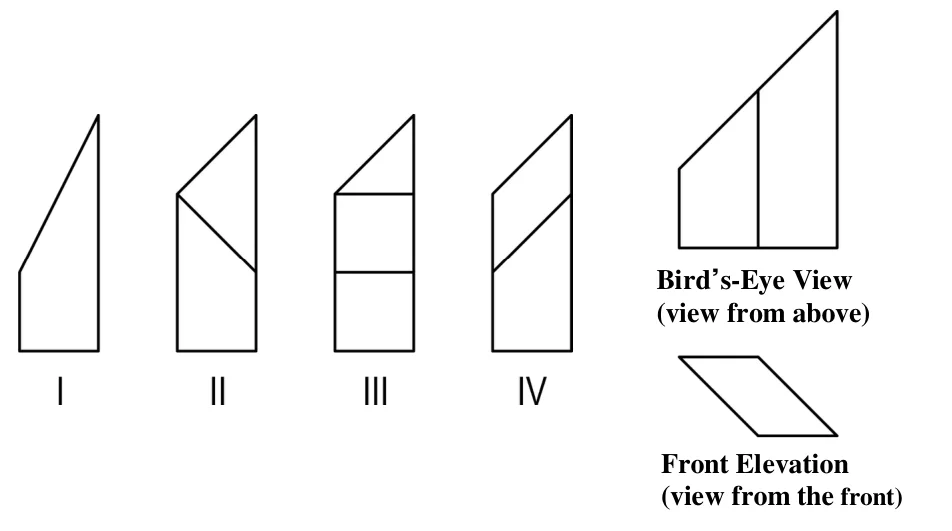 I
II
III
IV
Bird’s-Eye View
(view from above)
Front Elevation
(view from the front)